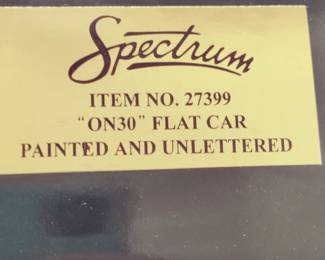 Spectrum
ITEM NO. 27399
"ON30" FLAT CAR
PAINTED AND UNLETTERED